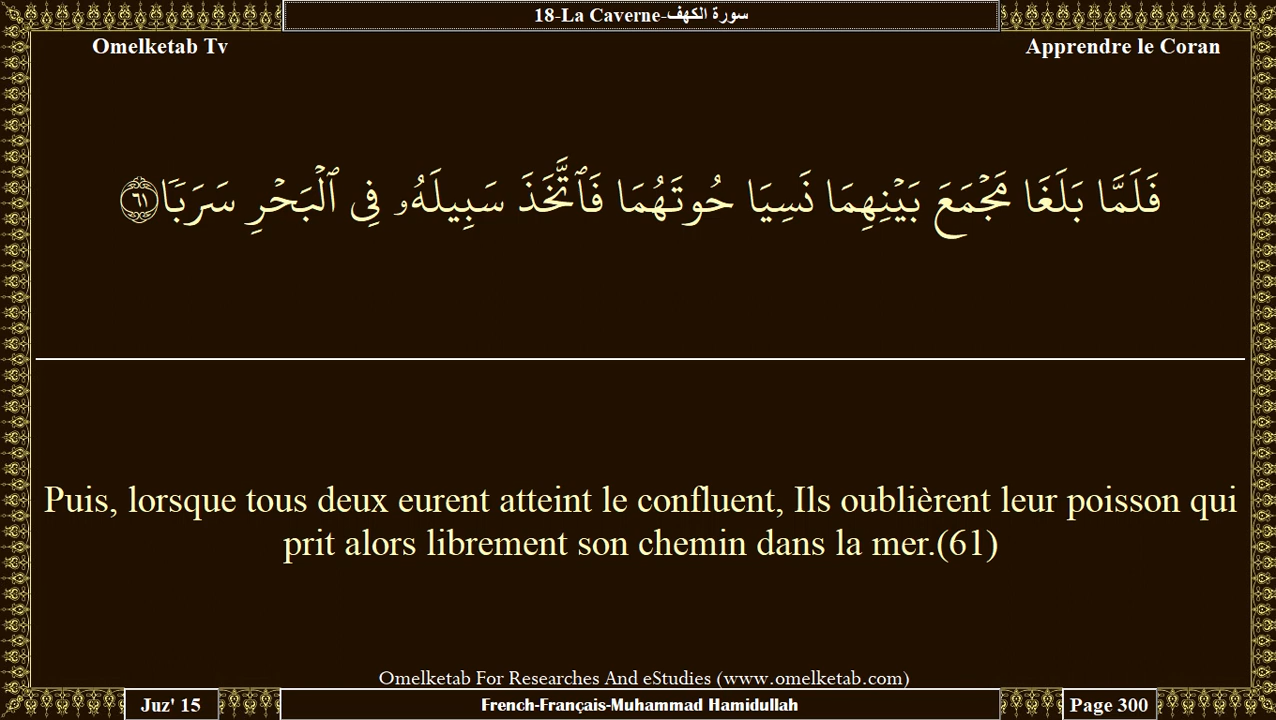 18-La Caverne-سورة الكهف
Omelketab Tv
Apprendre le Coran
فَلَمَّا بَلَغَا مَجْمَعَ بَيْنِهِمَا نَسِيَا حُوتَهُمَا فَٱتَّخَذَ سَبِيلَهُۥ فِى ٱلْبَحْرِ سَرَبًا ٦١
Puis, lorsque tous deux eurent atteint le confluent, Ils oublièrent leur poisson qui
prit alors librement son chemin dans la mer.(61)
Omelketab For Researches And eStudies (www.omelketab.com)
Juz' 15
French-Français-Muhammad Hamidullah
Page 300